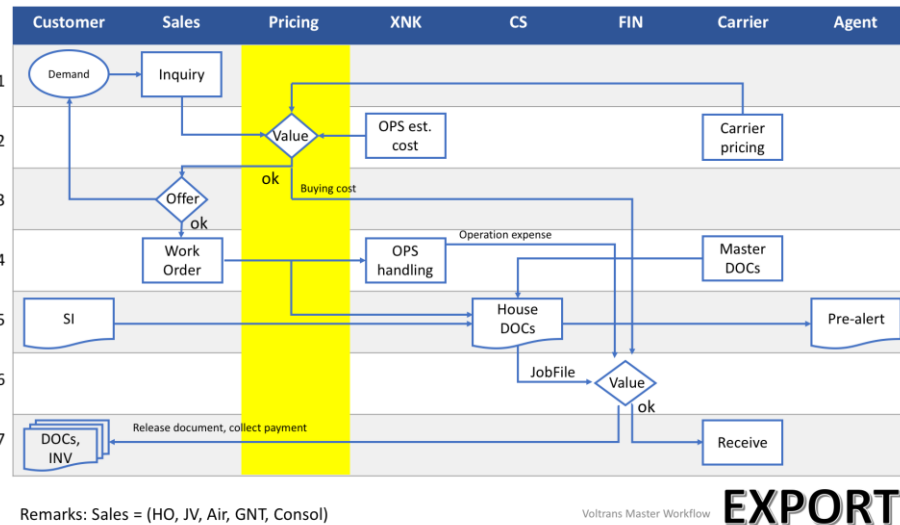 Customer Sales Pricing XNK CS FIN Carrier Agent
1
Demand
Inquiry
2
Value
OPS est.
cost
Carrier
pricing
ok
3
Offer
Buying cost
ok
4
Work
Order
OPS
handling
Operation expense
Master
DOCs
5
SI
House
DOCs
Pre-alert
6
JobFile
Value
ok
7
DOCs,
INV
Release document, collect payment
Receive
Remarks: Sales = (HO, JV, Air, GNT, Consol)
Voltrans Master Workflow
EXPORT